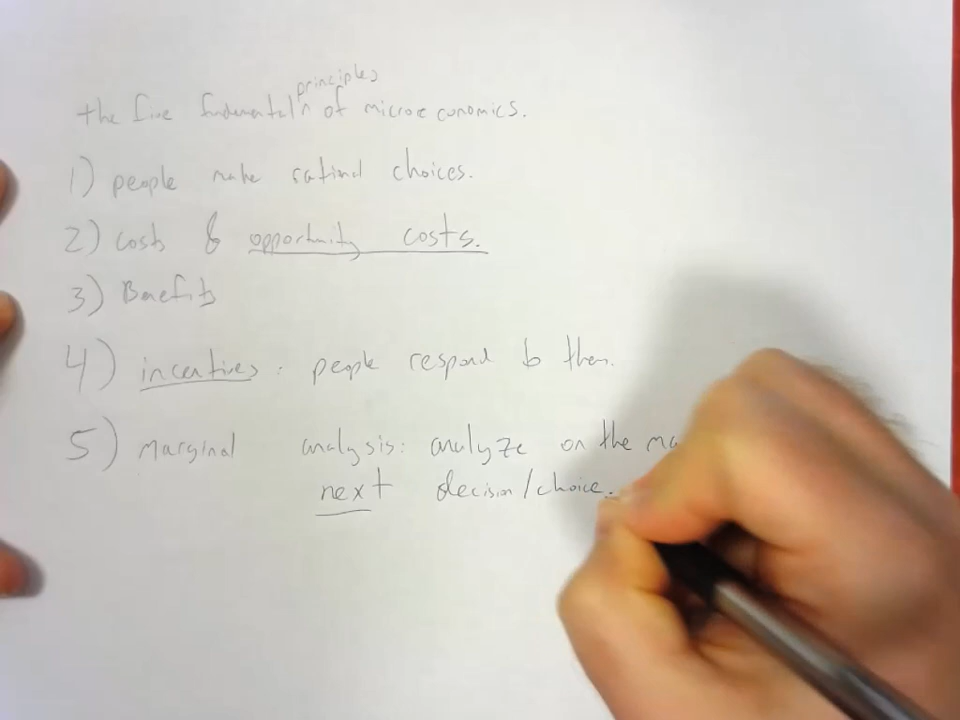 principles
the five fundemental^ of microeconomics.
1) people make rational choices.
2) costs & opportunity costs.
3) Benefits
4) incentives: people respond to them.
5) Marginal analysis: analyze on the
next decision/choice.